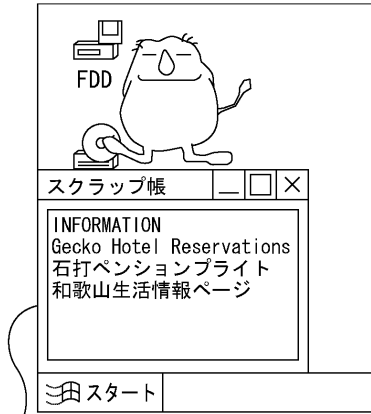 FDD
スクラップ帳
INFORMATION
Gecko Hotel Reservations
石打ペンションブライト
和歌山生活情報ページ
スタート